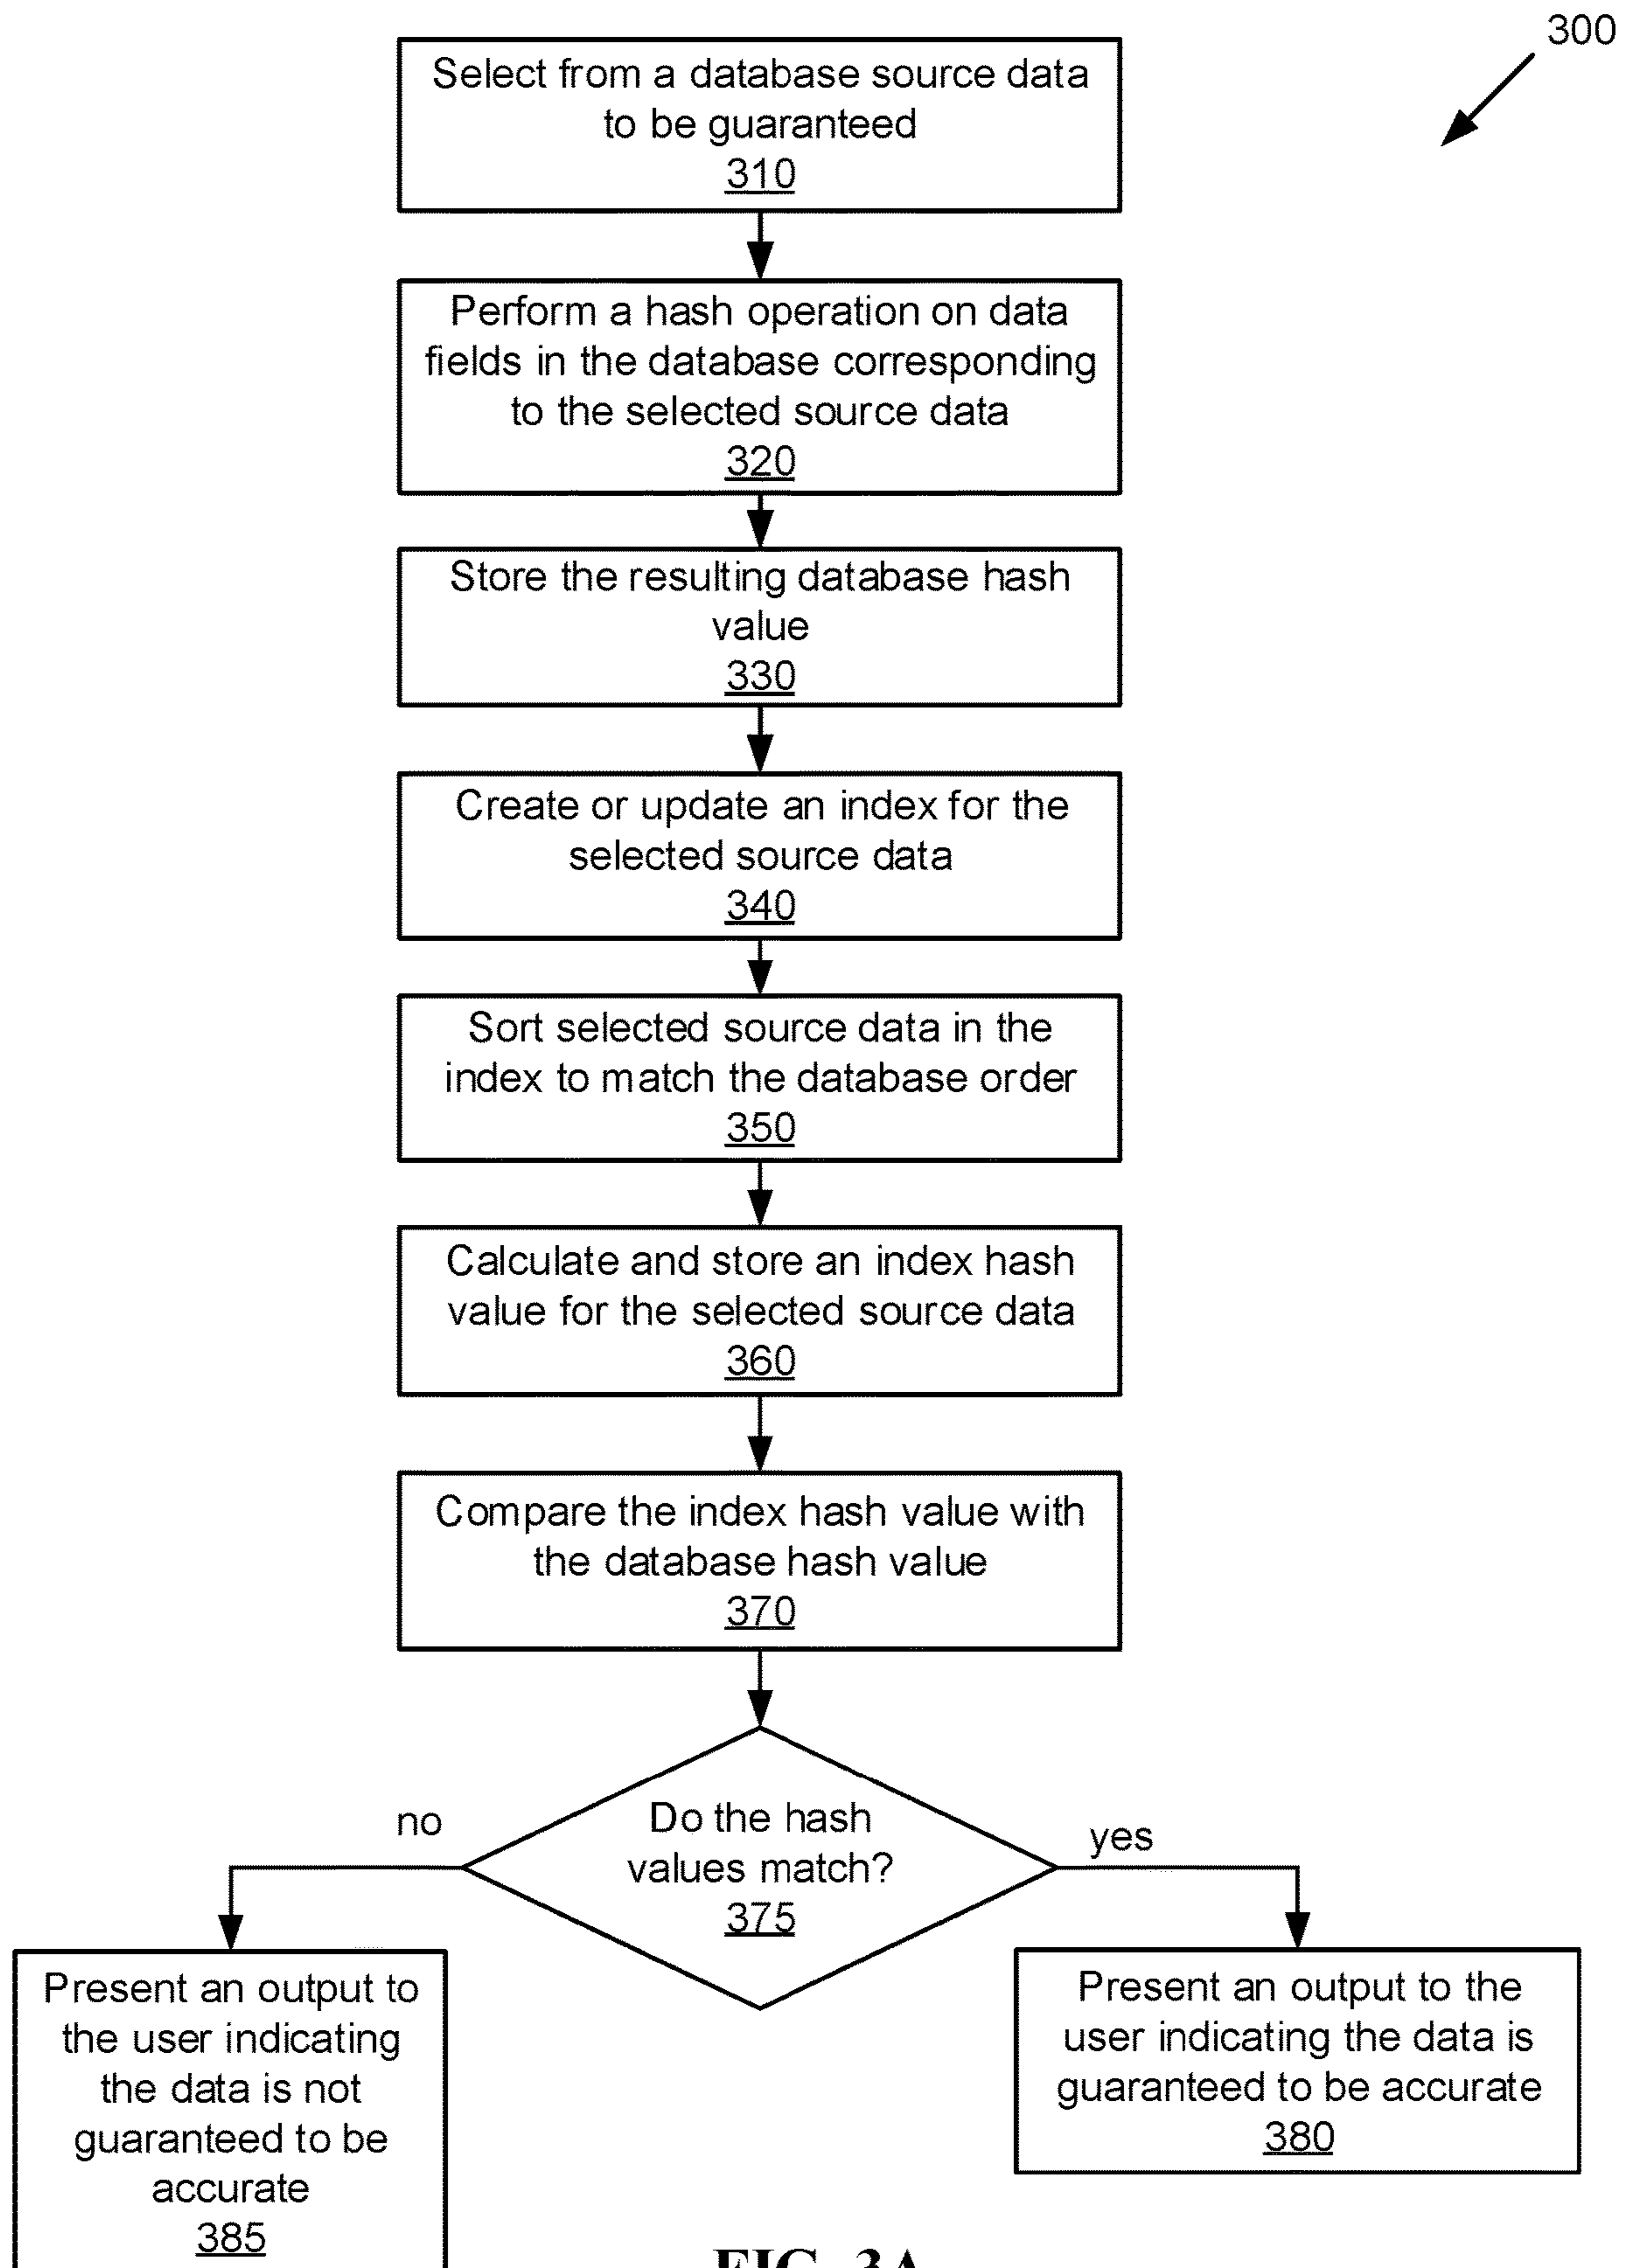 300
Select from a database source data
to be guaranteed
310
Perform a hash operation on data
fields in the database corresponding
to the selected source data
320
Store the resulting database hash
value
330
Create or update an index for the
selected source data
340
Sort selected source data in the
index to match the database order
350
Calculate and store an index hash
value for the selected source data
360
Compare the index hash value with
the database hash value
370
Do the hash
values match?
375
no
yes
Present an output to
the user indicating
the data is not
guaranteed to be
accurate
385
Present an output to the
user indicating the data is
guaranteed to be accurate
380
FIG. 3A